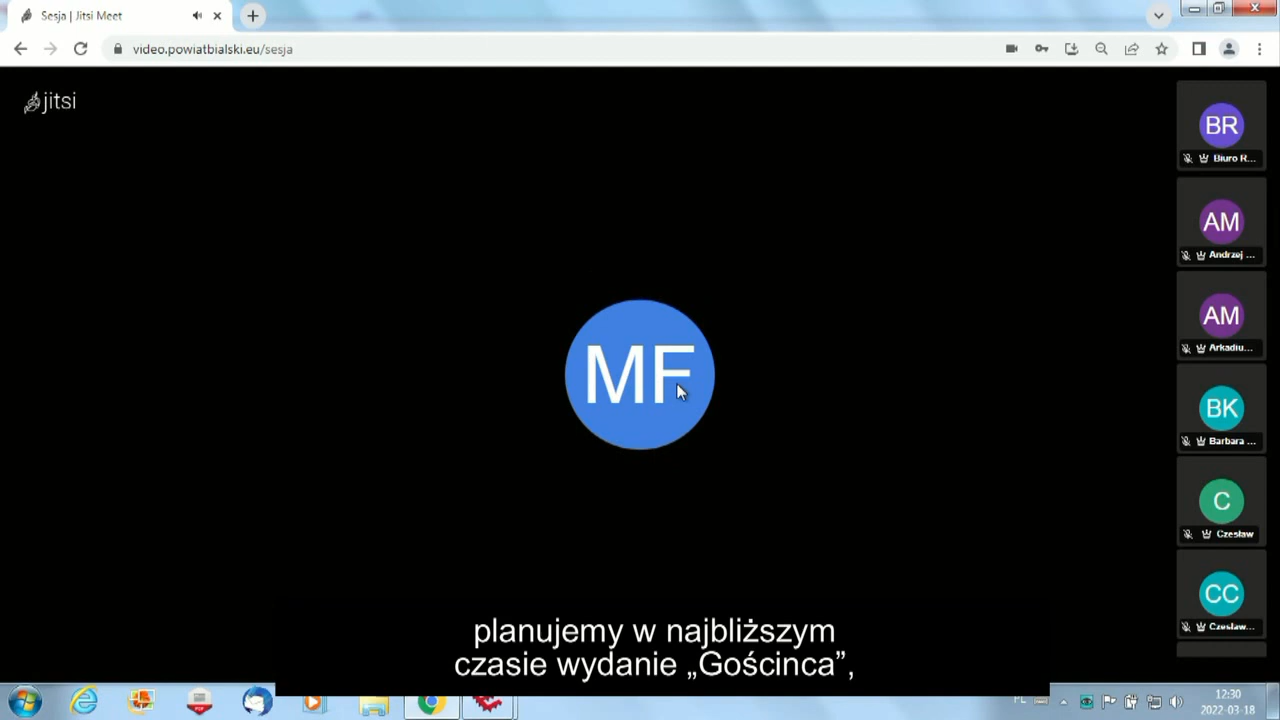 Sesja | Jitsi Meet
video.powiatbialski.eu/sesja
jitsi
BR
Biuro R...
AM
Andrzej ...
AM
Arkadiu...
MF
BK
Barbara ...
C
Czesław
CC
Czesław...
planujemy w najbliższym
czasie wydanie „Gościnca”,
PL
12:30
2022-03-18